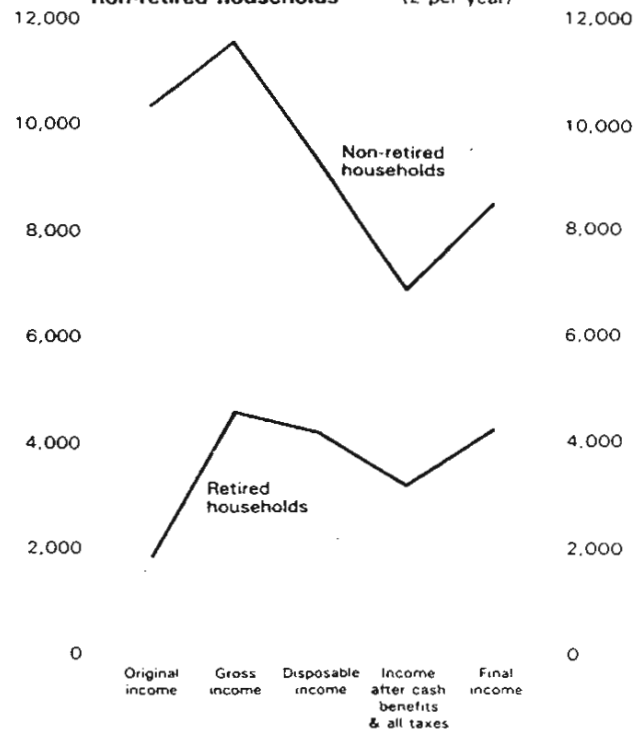 Non-retired households (£ per year)
12,000 12,000
10,000 10,000
Non-retired
households
8,000 8,000
6,000 6,000
4,000 4,000
Retired
households
2,000 2,000
0 0
Original income
Gross income
Disposable income
Income after cash benefits & all taxes
Final income